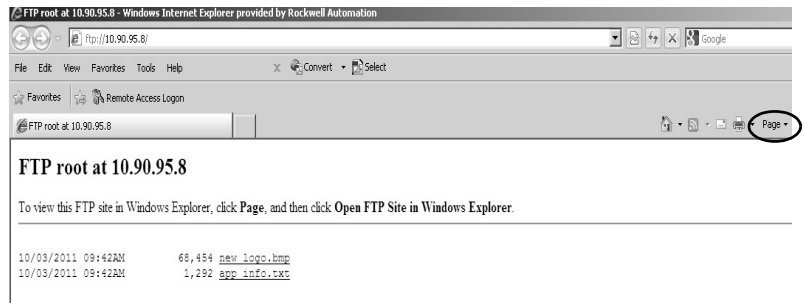 FTP root at 10.90.95.8 - Windows Internet Explorer provided by Rockwell Automation
ftp://10.90.95.8/
Google
File Edit View Favorites Tools Help x Convert Select
Favorites Remote Access Logon
FTP root at 10.90.95.8
Page
FTP root at 10.90.95.8
To view this FTP site in Windows Explorer, click Page, and then click Open FTP Site in Windows Explorer.
10/03/2011 09:42AM 68,454 new logo.bmp
10/03/2011 09:42AM 1,292 app info.txt